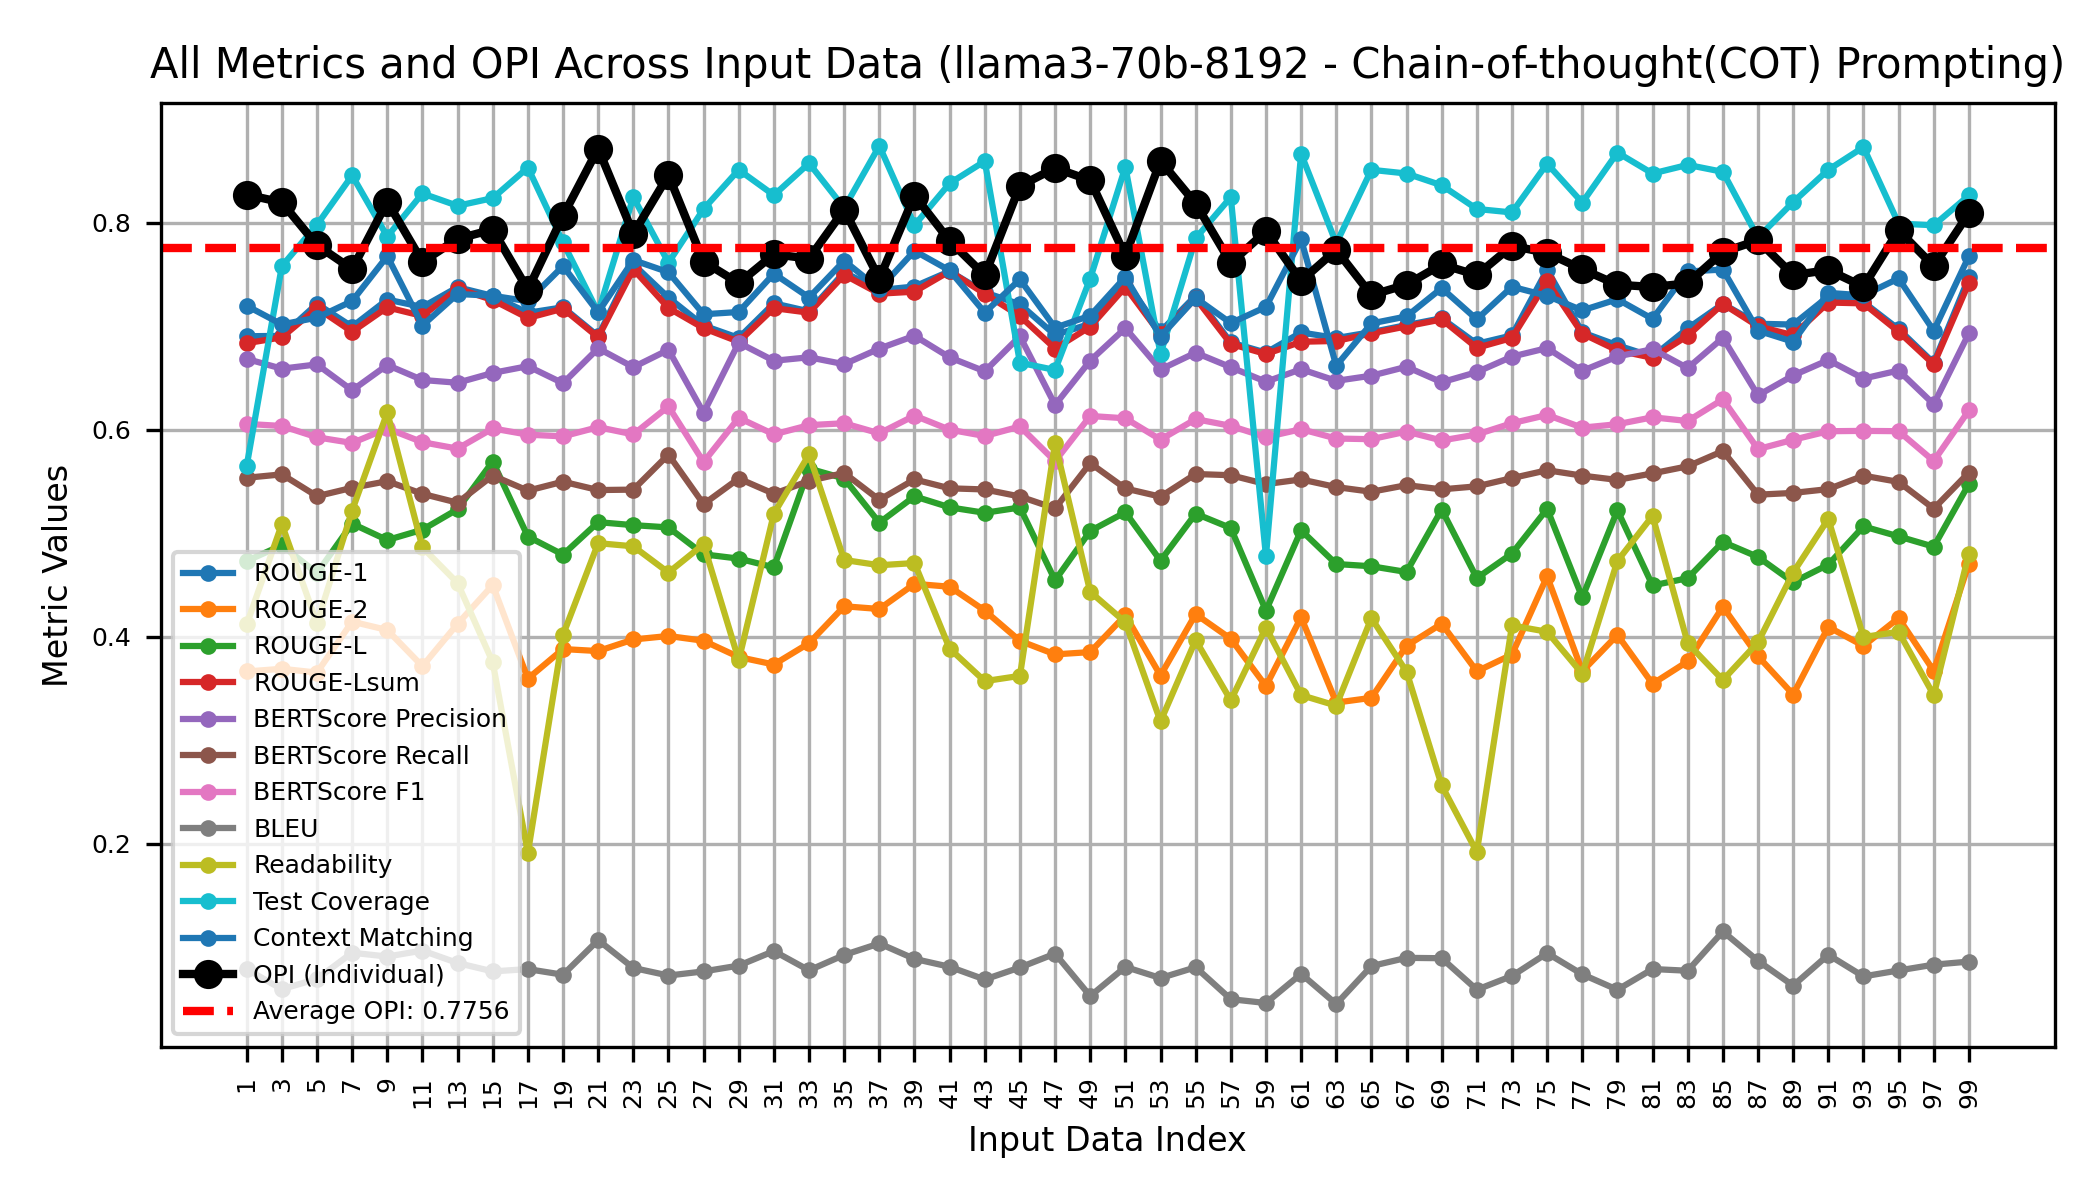 All Metrics and OPI Across Input Data (llama3-70b-8192 - Chain-of-thought(COT) Prompting)
Metric Values
0.8
0.6
0.4
0.2
ROUGE-1
ROUGE-2
ROUGE-L
ROUGE-Lsum
BERTScore Precision
BERTScore Recall
BERTScore F1
BLEU
Readability
Test Coverage
Context Matching
OPI (Individual)
Average OPI: 0.7756
1 3 5 7 9 11 13 15 17 19 21 23 25 27 29 31 33 35 37 39 41 43 45 47 49 51 53 55 57 59 61 63 65 67 69 71 73 75 77 79 81 83 85 87 89 91 93 95 97 99
Input Data Index